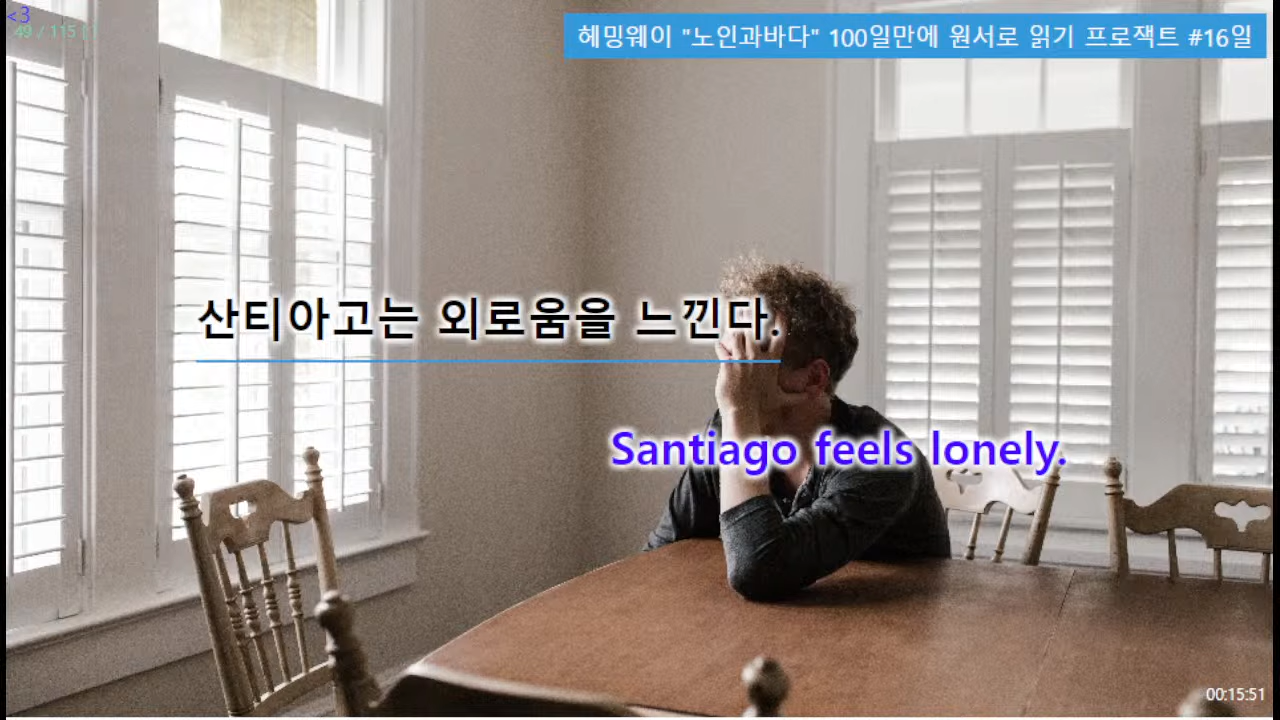 <3
49 / 115 [ ]
헤밍웨이 "노인과바다" 100일만에 원서로 읽기 프로잭트 #16일
산티아고는 외로움을 느낀다.
Santiago feels lonely.
00:15:51